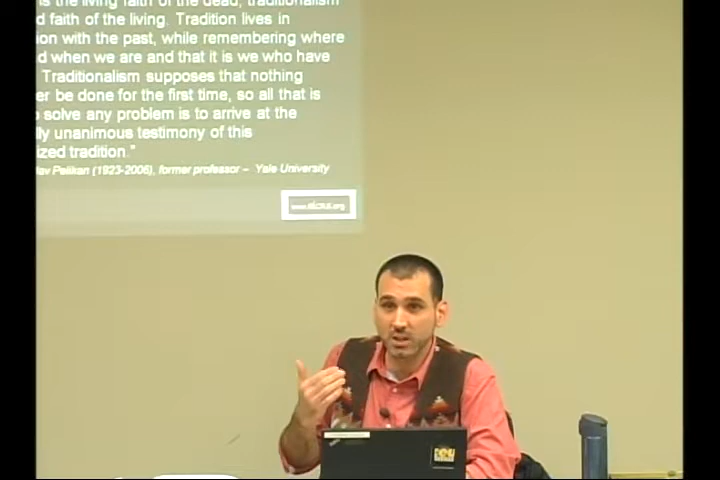 is the living faith of the dead, traditionalism
d faith of the living. Tradition lives in
ion with the past, while remembering where
d when we are and that it is we who have
Traditionalism supposes that nothing
er be done for the first time, so all that is
o solve any problem is to arrive at the
lly unanimous testimony of this
ized tradition."
lav Pelikan (1923-2006), former professor – Yale University